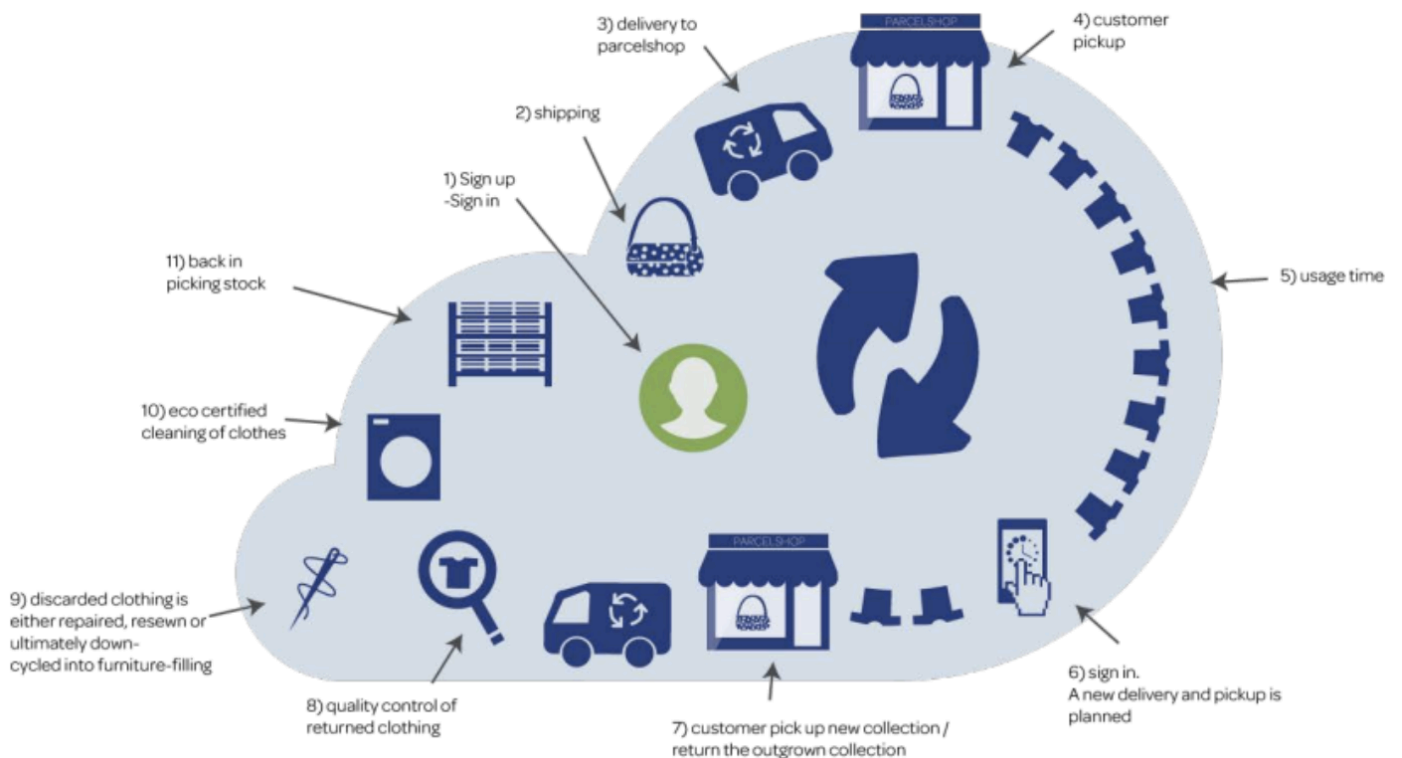 PARCELSHOP
3) delivery to
parcelshop
4) customer
pickup
2) shipping
1) Sign up
-Sign in
11) back in
picking stock
5) usage time
10) eco certified
cleaning of clothes
PARCELSHOP
9) discarded clothing is
either repaired, resewn or
ultimately down-
cycled into furniture-filling
8) quality control of
returned clothing
7) customer pick up new collection /
return the outgrown collection
6) sign in.
A new delivery and pickup is
planned